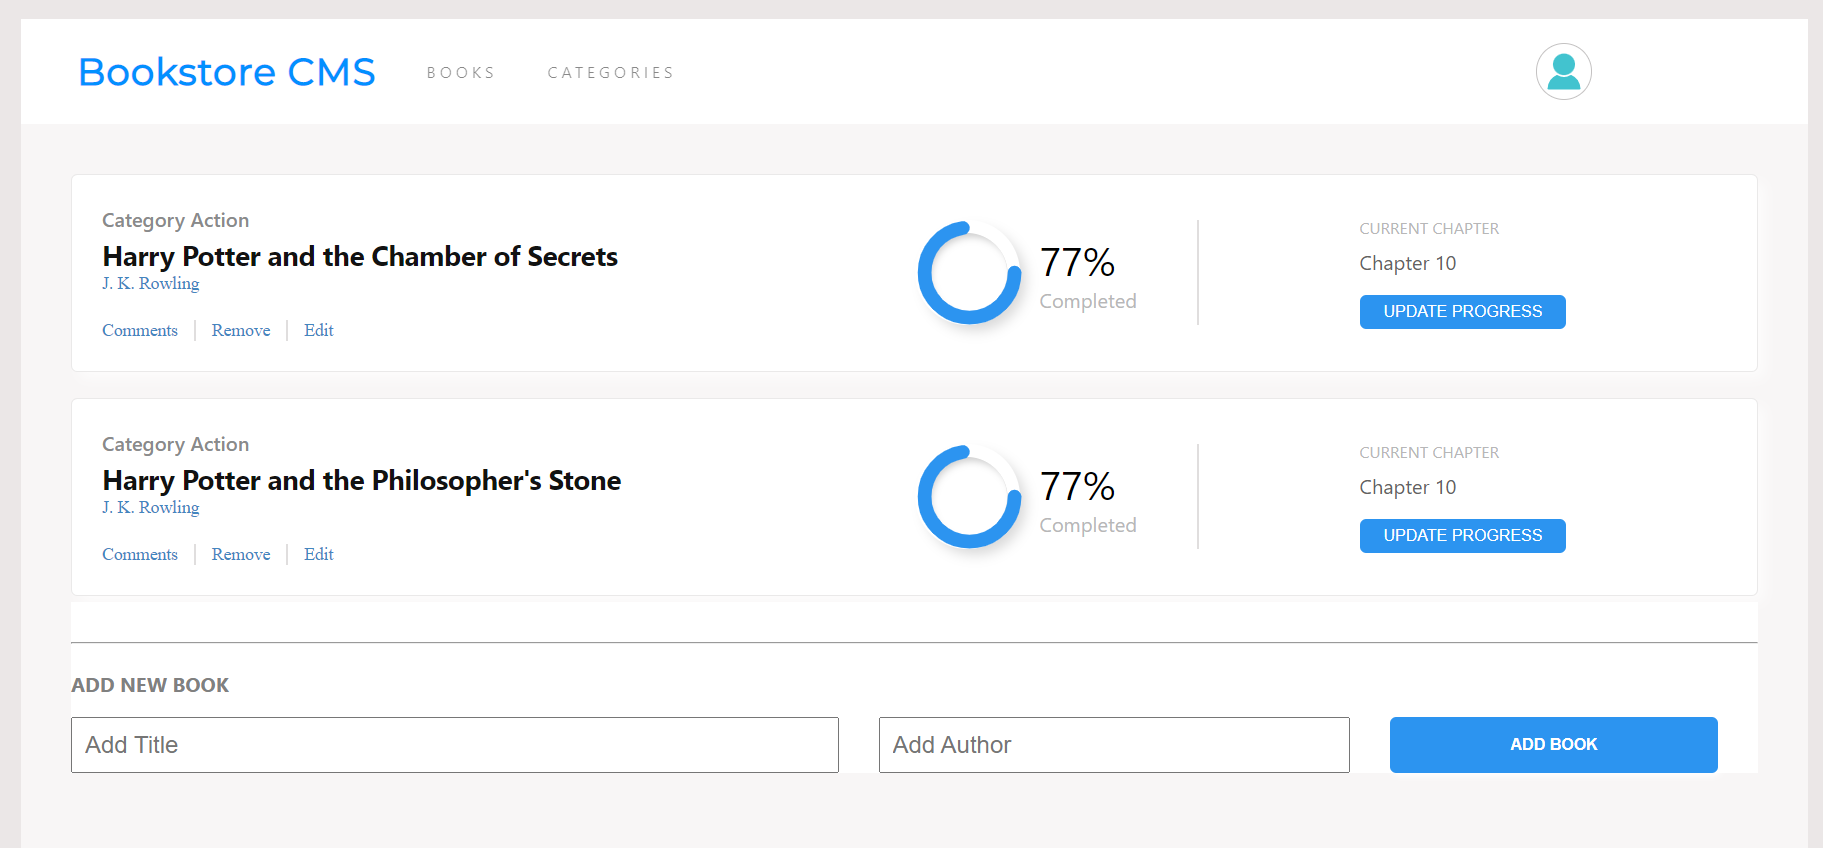 Bookstore CMS BOOKS CATEGORIES
Category Action
Harry Potter and the Chamber of Secrets
J. K. Rowling
Comments Remove Edit
77%
Completed
CURRENT CHAPTER
Chapter 10
UPDATE PROGRESS
Category Action
Harry Potter and the Philosopher's Stone
J. K. Rowling
Comments Remove Edit
77%
Completed
CURRENT CHAPTER
Chapter 10
UPDATE PROGRESS
ADD NEW BOOK
Add Title Add Author ADD BOOK